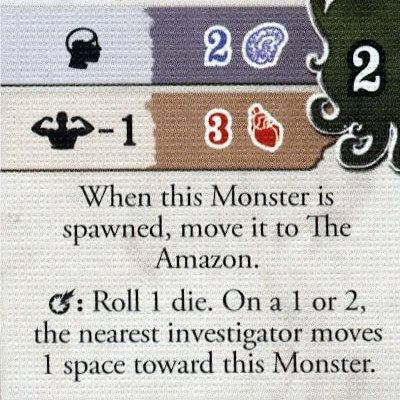 2
2
-1 3
When this Monster is
spawned, move it to The
Amazon.
: Roll 1 die. On a 1 or 2,
the nearest investigator moves
1 space toward this Monster.